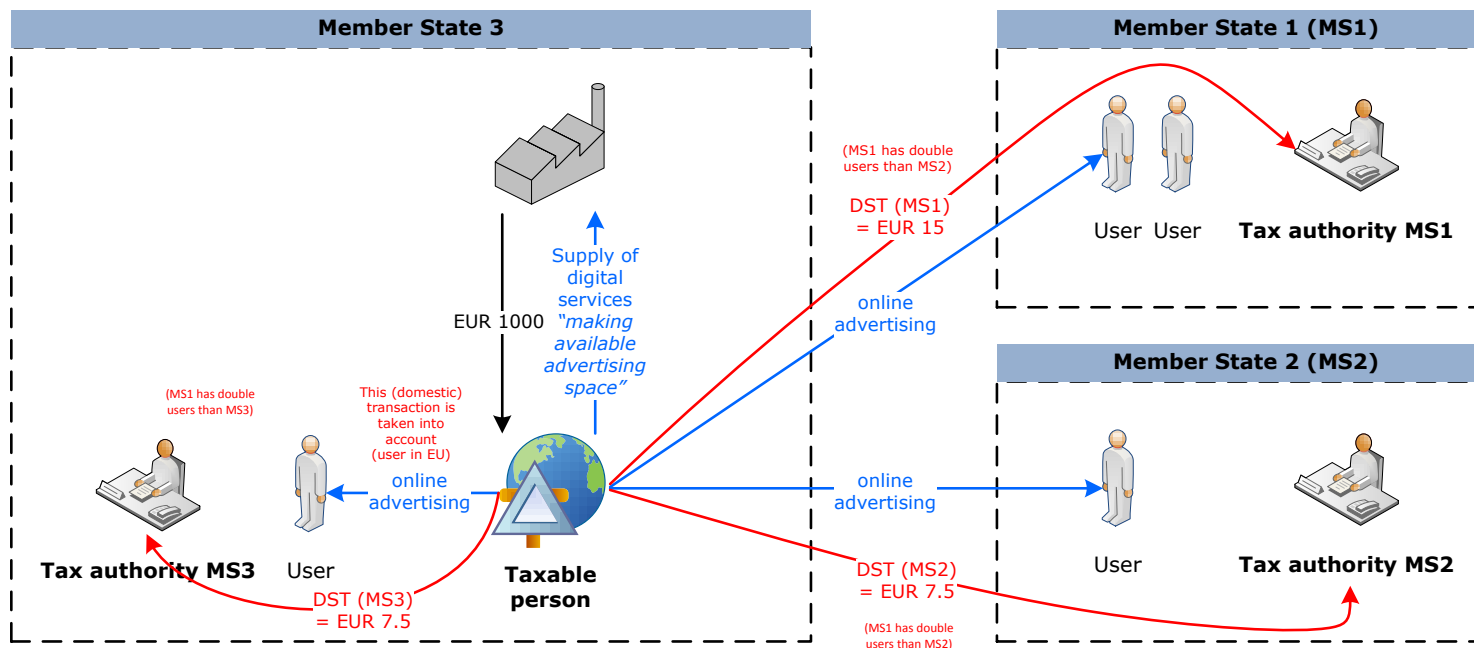 Member State 3
Member State 1 (MS1)
(MS1 has double
users than MS2)
DST (MS1)
= EUR 15
User User
Tax authority MS1
Supply of
digital
services
“making
available
advertising
space”
EUR 1000
online
advertising
Member State 2 (MS2)
(MS1 has double
users than MS3)
This (domestic)
transaction is
taken into
account
(user in EU)
online
advertising
online
advertising
Tax authority MS3
User
Taxable
person
User
Tax authority MS2
DST (MS3)
= EUR 7.5
DST (MS2)
= EUR 7.5
(MS1 has double
users than MS2)